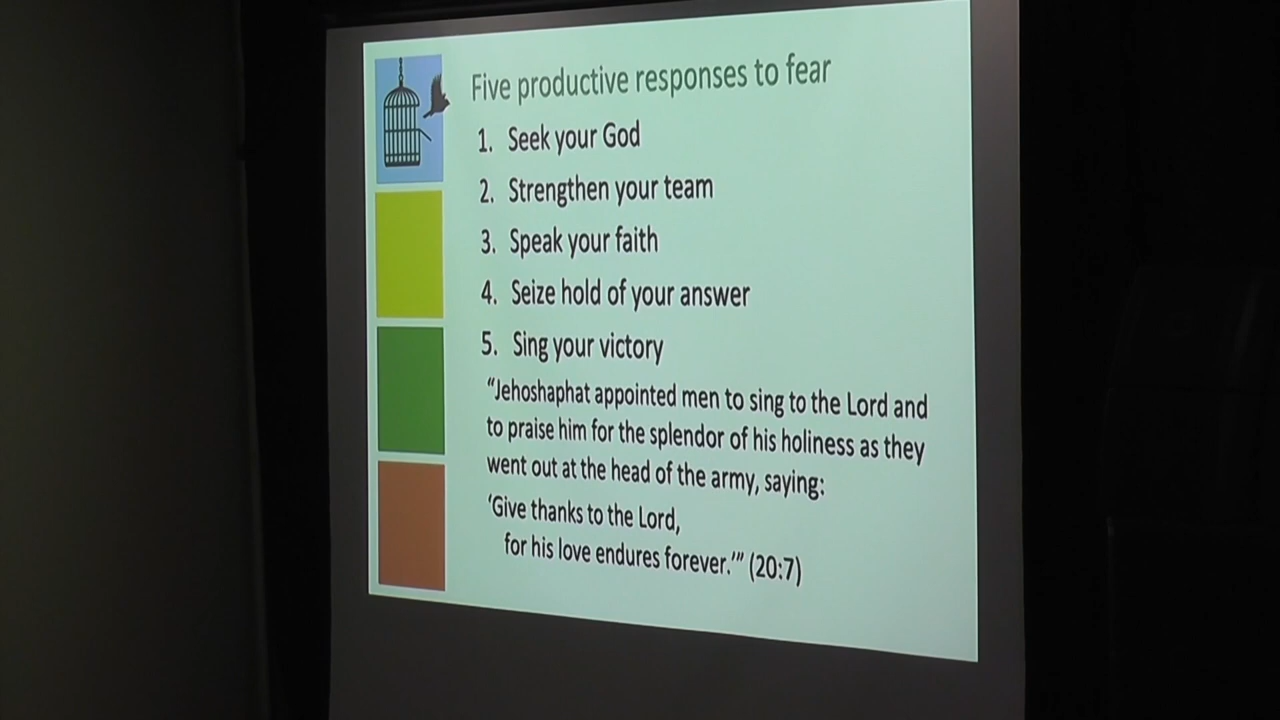 Five productive responses to fear
1. Seek your God
2. Strengthen your team
3. Speak your faith
4. Seize hold of your answer
5. Sing your victory
“Jehoshaphat appointed men to sing to the Lord and
to praise him for the splendor of his holiness as they
went out at the head of the army, saying:
‘Give thanks to the Lord,
for his love endures forever.’” (20:7)